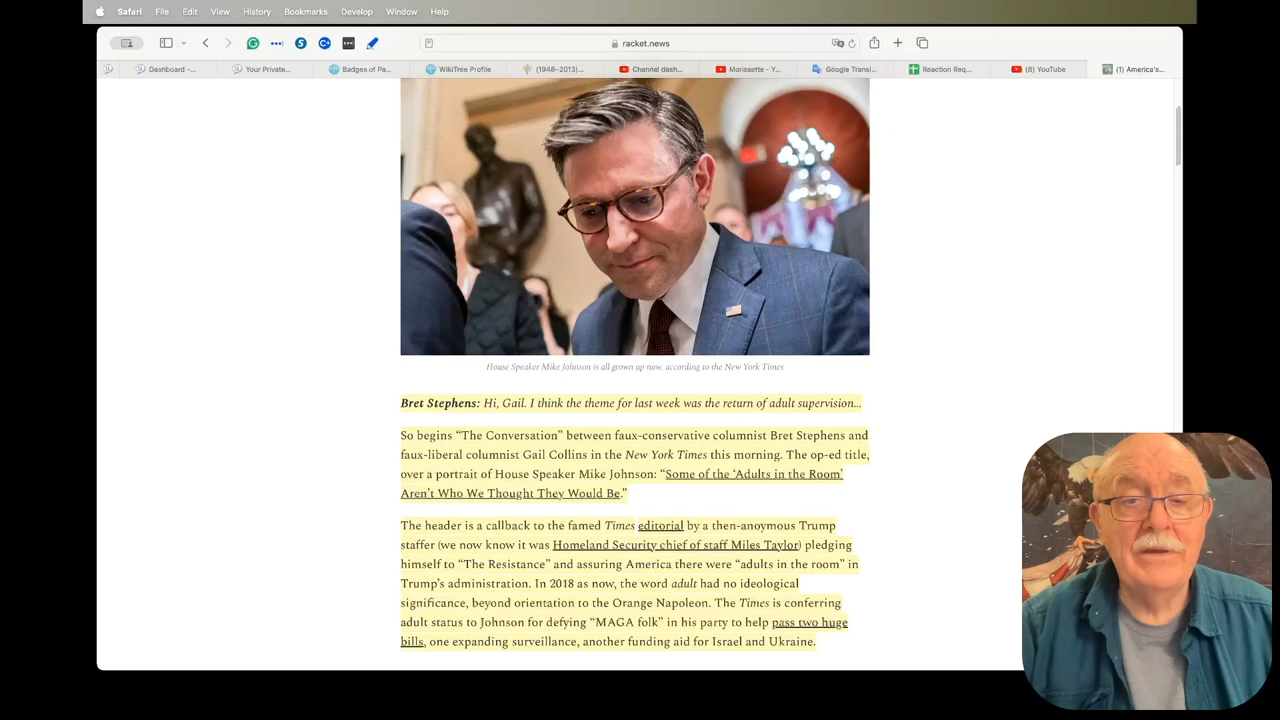 Safari File Edit View History Bookmarks Develop Window Help
racket.news
Dashboard -... Your Private... Badges of Pa... WikiTree Profile (1948–2013)... Channel dash... Morissette - Y... Google Transl... Reaction Req... (8) YouTube (1) America's...
House Speaker Mike Johnson is all grown up now, according to the New York Times
Bret Stephens: Hi, Gail. I think the theme for last week was the return of adult supervision…
So begins “The Conversation” between faux-conservative columnist Bret Stephens and
faux-liberal columnist Gail Collins in the New York Times this morning. The op-ed title,
over a portrait of House Speaker Mike Johnson: “Some of the ‘Adults in the Room’
Aren’t Who We Thought They Would Be.”
The header is a callback to the famed Times editorial by a then-anoymous Trump
staffer (we now know it was Homeland Security chief of staff Miles Taylor) pledging
himself to “The Resistance” and assuring America there were “adults in the room” in
Trump’s administration. In 2018 as now, the word adult had no ideological
significance, beyond orientation to the Orange Napoleon. The Times is conferring
adult status to Johnson for defying “MAGA folk” in his party to help pass two huge
bills, one expanding surveillance, another funding aid for Israel and Ukraine.